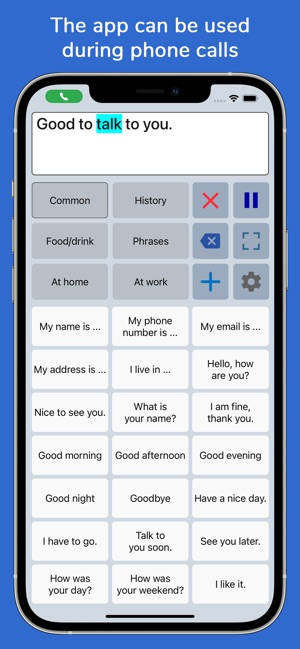 The app can be used
during phone calls
Good to talk to you.
Common
History
Food/drink
Phrases
At home
At work
My name is ...
My phone
number is ...
My email is ...
My address is ...
I live in ...
Hello, how
are you?
Nice to see you.
What is
your name?
I am fine,
thank you.
Good morning
Good afternoon
Good evening
Good night
Goodbye
Have a nice day.
I have to go.
Talk to
you soon.
See you later.
How was
your day?
How was
your weekend?
I like it.